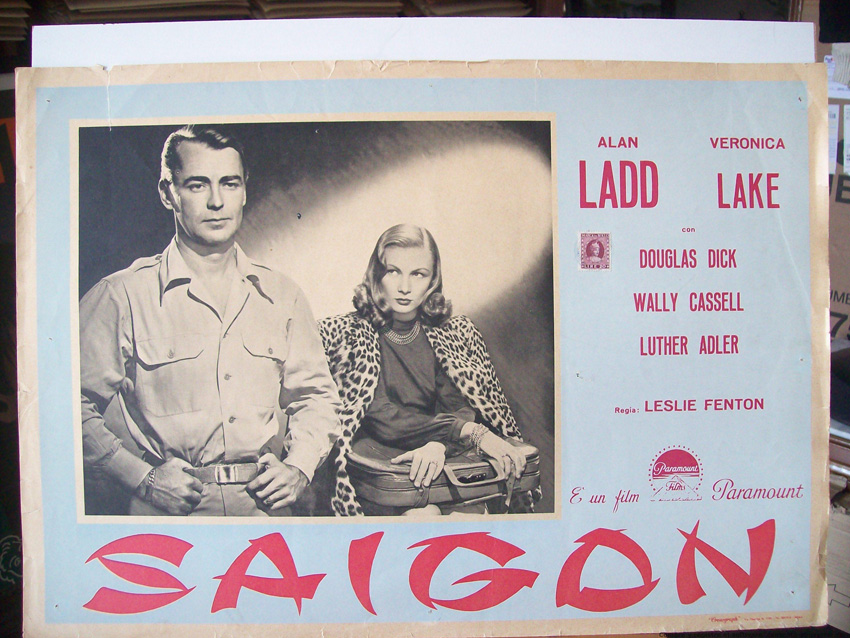 ALAN
LADD
VERONICA
LAKE
con
DOUGLAS DICK
WALLY CASSELL
LUTHER ADLER
Regia: LESLIE FENTON
E un film
Paramount
Films
Paramount
SAIGON